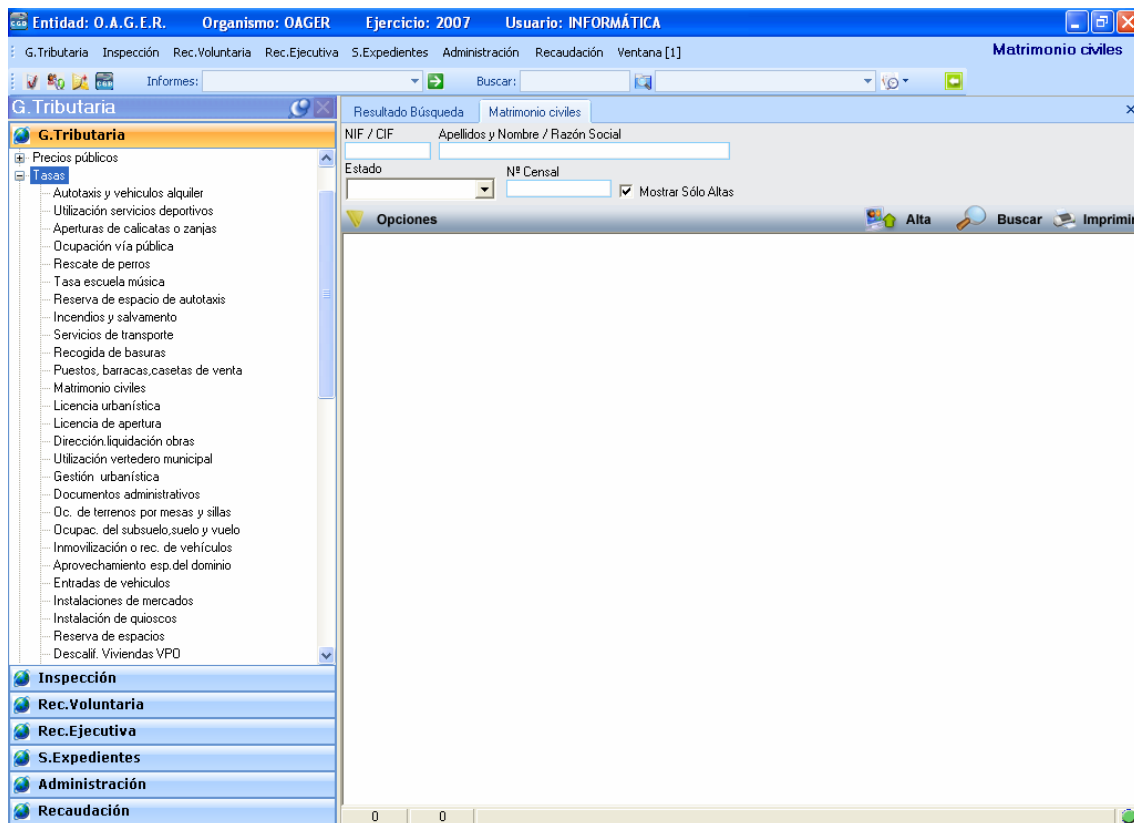 Entidad: O.A.G.E.R. Organismo: OAGER Ejercicio: 2007 Usuario: INFORMÁTICA
G.Tributaria Inspección Rec.Voluntaria Rec.Ejecutiva S.Expedientes Administración Recaudación Ventana [1] Matrimonio civiles
Informes: Buscar:
G.Tributaria
Resultado Búsqueda Matrimonio civiles
G.Tributaria
NIF / CIF Apellidos y Nombre / Razón Social
Estado Nº Censal
Mostrar Sólo Altas
Opciones Alta Buscar Imprimir
Precios públicos
Tasas
Autotaxis y vehiculos alquiler
Utilización servicios deportivos
Aperturas de calicatas o zanjas
Ocupación vía pública
Rescate de perros
Tasa escuela música
Reserva de espacio de autotaxis
Incendios y salvamento
Servicios de transporte
Recogida de basuras
Puestos, barracas,casetas de venta
Matrimonio civiles
Licencia urbanística
Licencia de apertura
Dirección.liquidación obras
Utilización vertedero municipal
Gestión urbanística
Documentos administrativos
Oc. de terrenos por mesas y sillas
Ocupac. del subsuelo,suelo y vuelo
Inmovilización o rec. de vehículos
Aprovechamiento esp.del dominio
Entradas de vehiculos
Instalaciones de mercados
Instalación de quioscos
Reserva de espacios
Descalif. Viviendas VPO
Inspección
Rec.Voluntaria
Rec.Ejecutiva
S.Expedientes
Administración
Recaudación
0 0